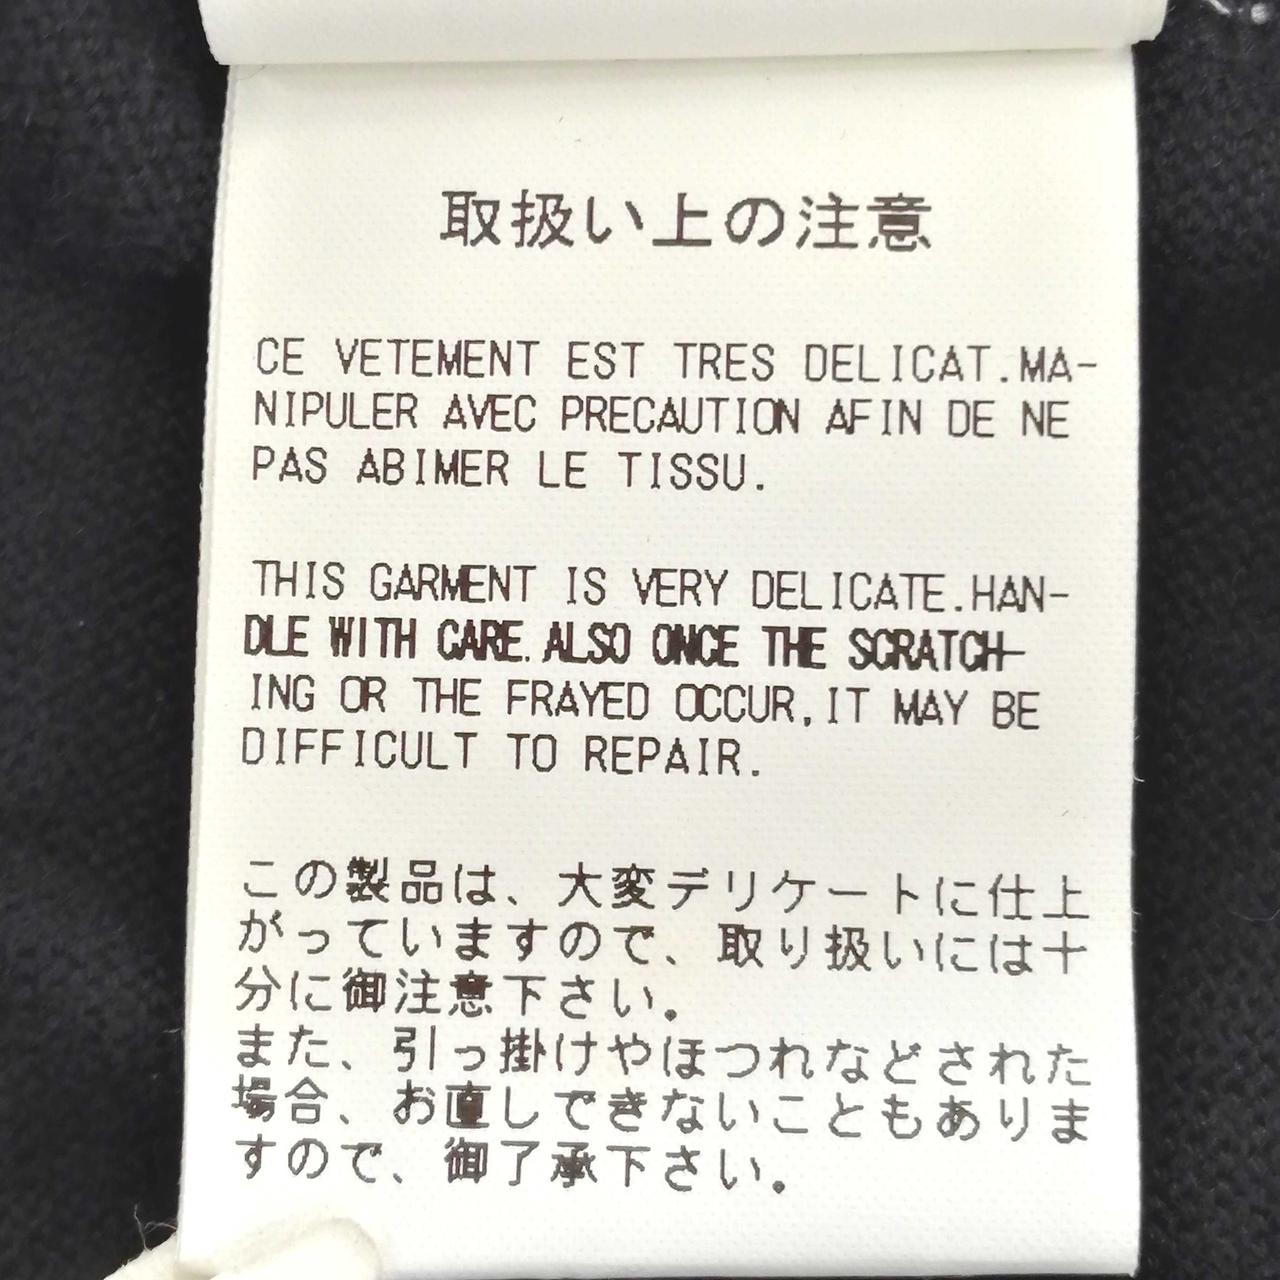 取扱い上の注意
CE VETEMENT EST TRES DELICAT.MA-
NIPULER AVEC PRECAUTION AFIN DE NE
PAS ABIMER LE TISSU.
THIS GARMENT IS VERY DELICATE.HAN-
DLE WITH CARE. ALSO ONCE THE SCRATCH-
ING OR THE FRAYED OCCUR,IT MAY BE
DIFFICULT TO REPAIR.
この製品は、大変デリケートに仕上
がっていますので、取り扱いには十
分に御注意下さい。
また、引っ掛けやほつれなどされた
場合、お直しできないこともありま
すので、御了承下さい。